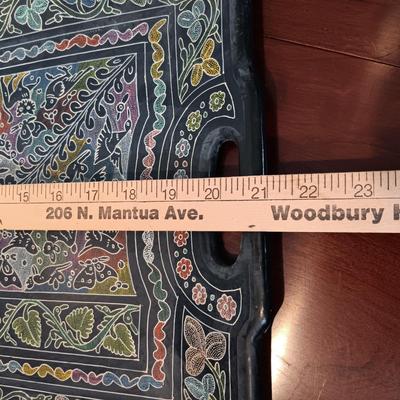 15 16 17 18 19 20 21 22 23
206 N. Mantua Ave. Woodbury